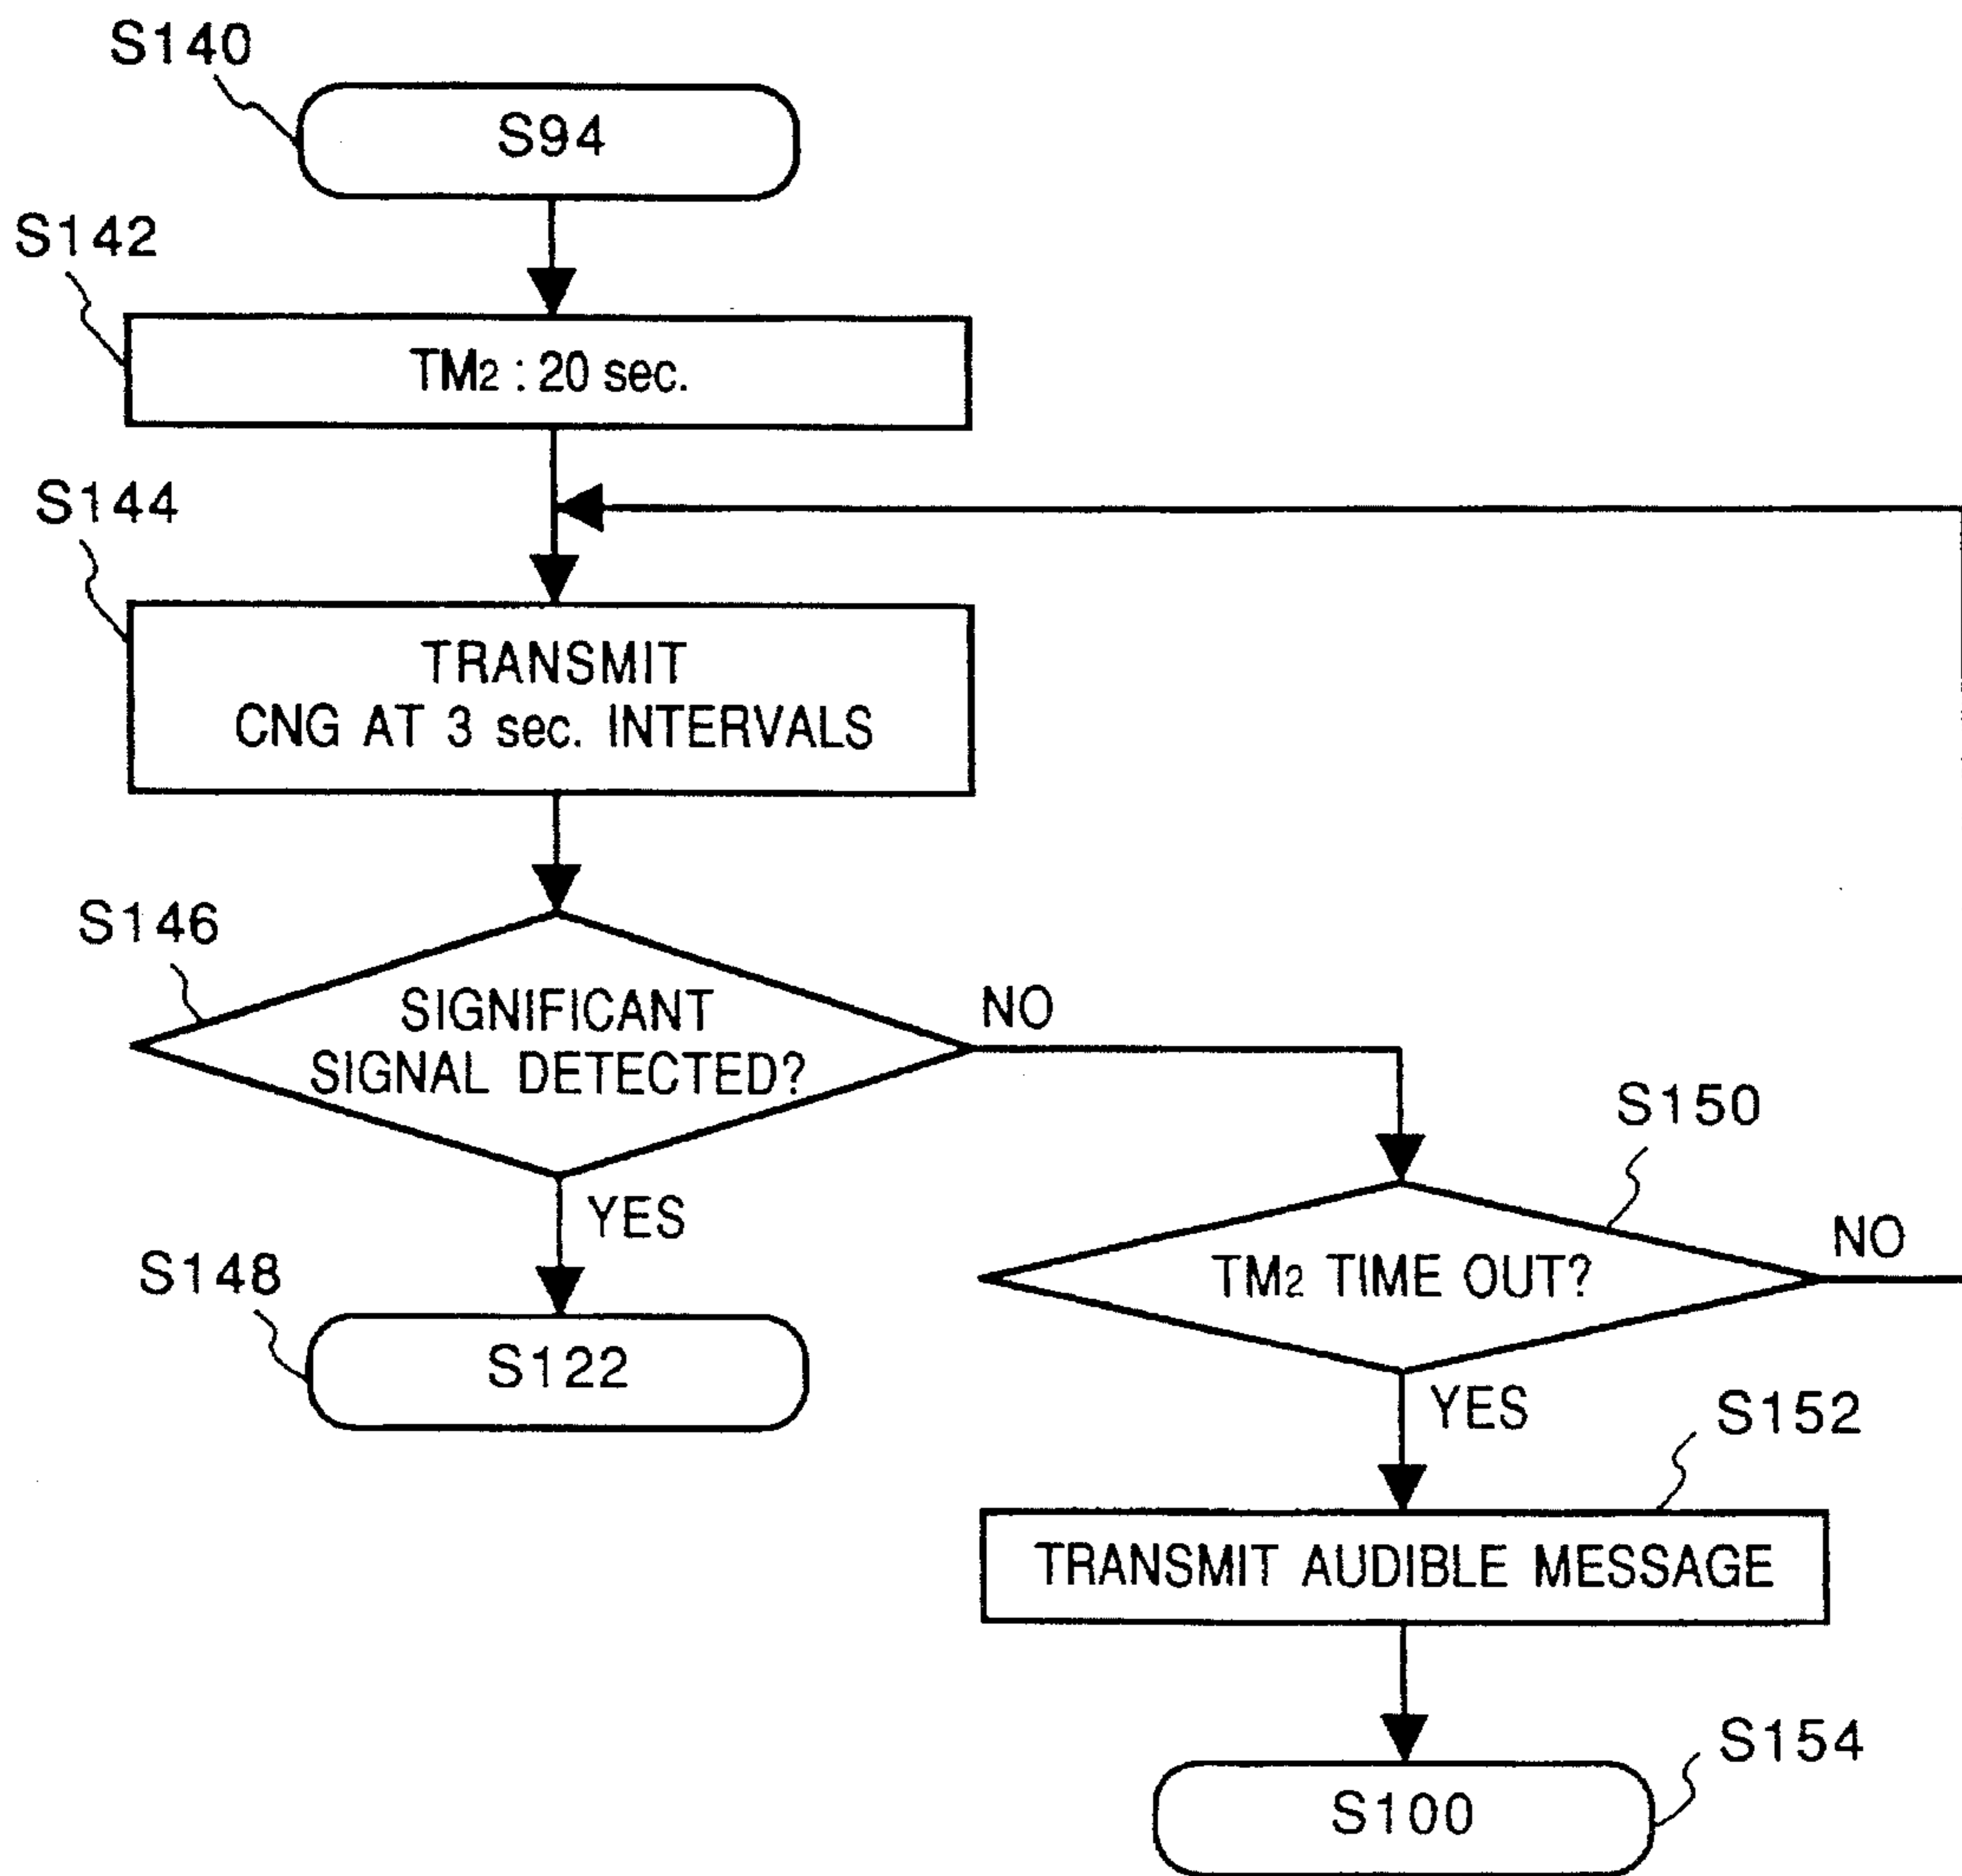 S140
S94
S142
TM2 : 20 sec.
S144
TRANSMIT
CNG AT 3 sec. INTERVALS
S146
SIGNIFICANT
SIGNAL DETECTED?
NO
YES
S148
S122
S150
TM2 TIME OUT?
NO
YES
S152
TRANSMIT AUDIBLE MESSAGE
S154
S100